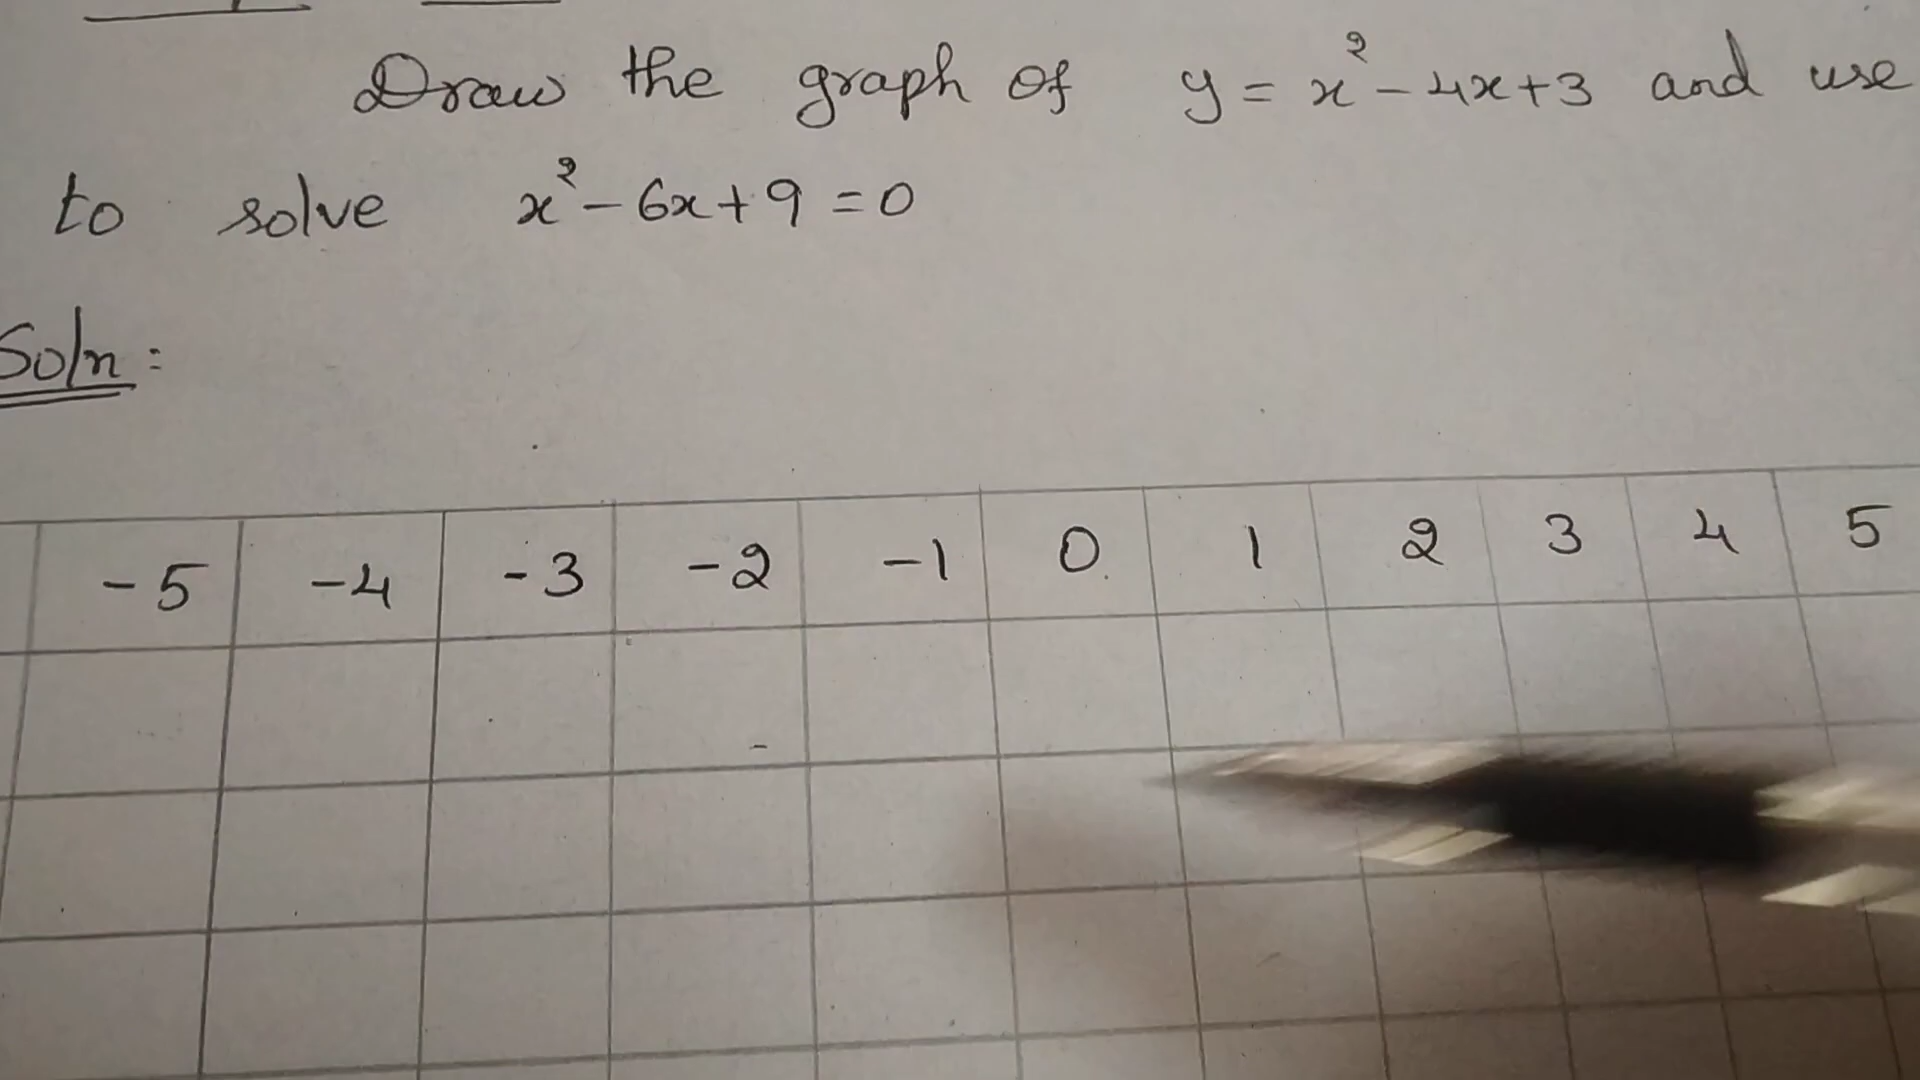 Draw the graph of y = x² - 4x + 3 and use
to solve x² - 6x + 9 = 0
Soln :
-5 -4 -3 -2 -1 0 1 2 3 4 5